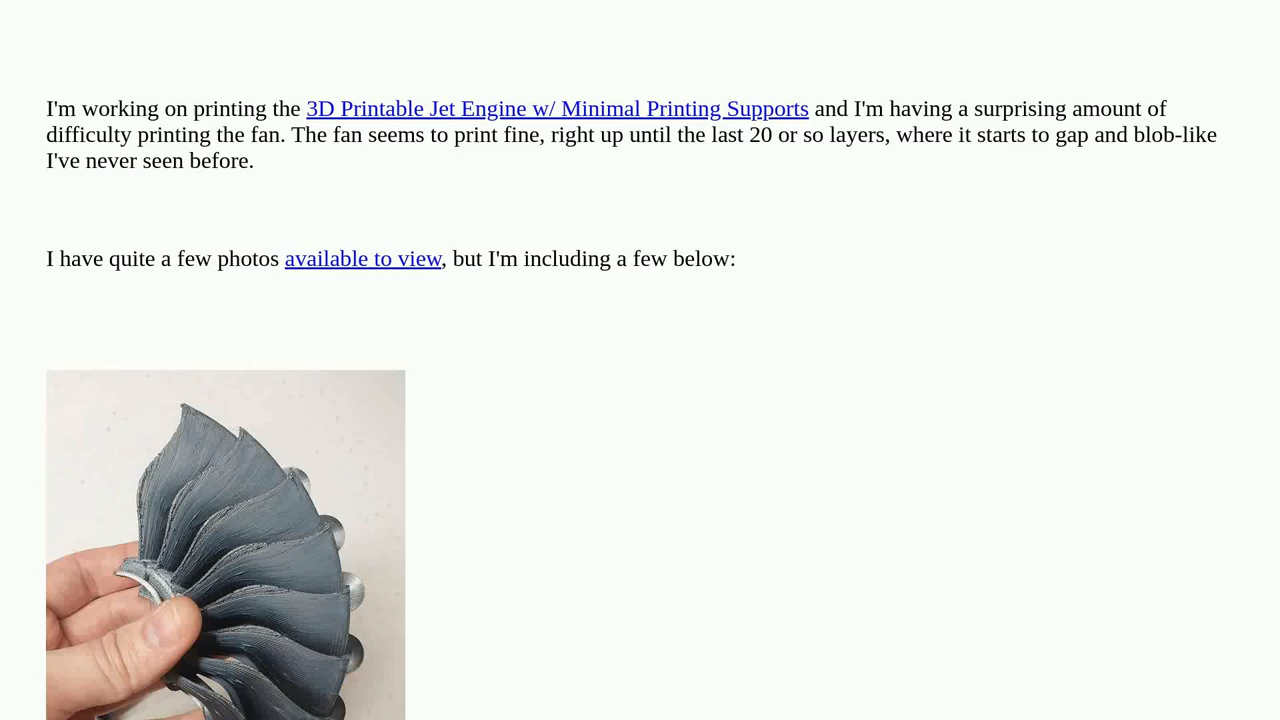 I'm working on printing the 3D Printable Jet Engine w/ Minimal Printing Supports and I'm having a surprising amount of
difficulty printing the fan. The fan seems to print fine, right up until the last 20 or so layers, where it starts to gap and blob-like
I've never seen before.
I have quite a few photos available to view, but I'm including a few below: